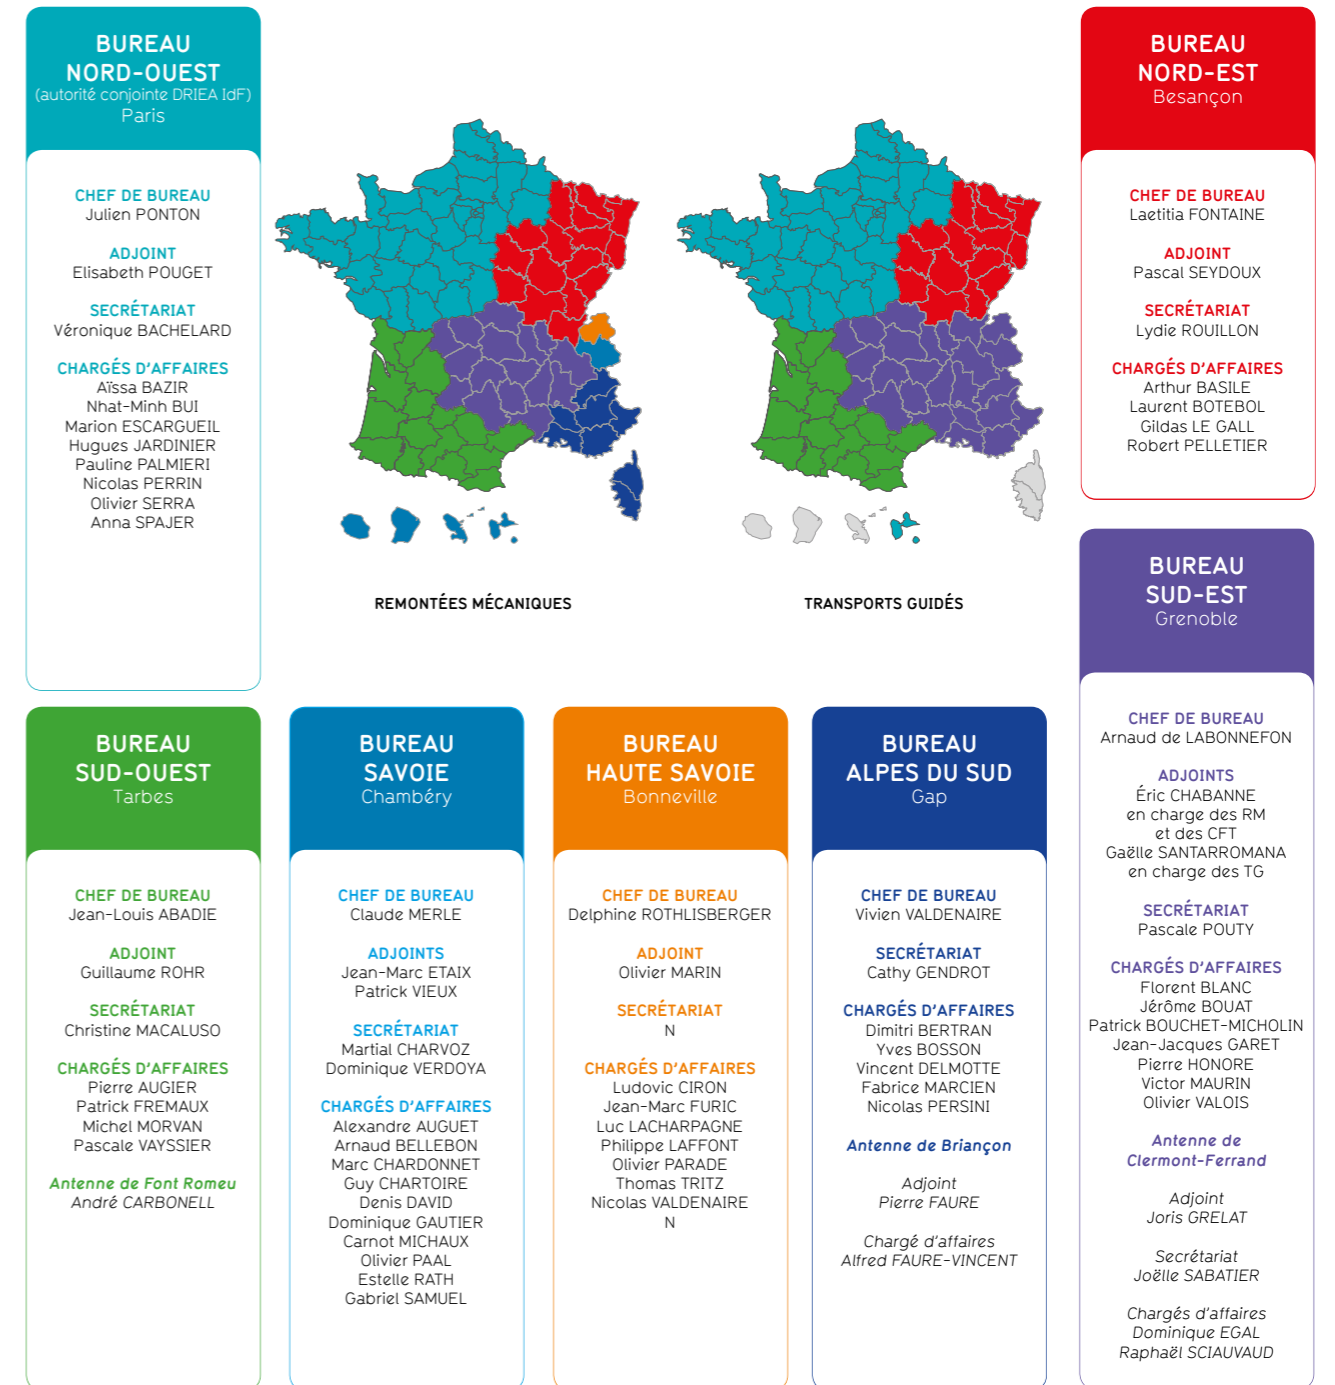 BUREAU
NORD-OUEST
(autorité conjointe DRIEA IdF)
Paris
CHEF DE BUREAU
Julien PONTON
ADJOINT
Elisabeth POUGET
SECRÉTARIAT
Véronique BACHELARD
CHARGÉS D'AFFAIRES
Aïssa BAZIR
Nhat-Minh BUI
Marion ESCARGUEIL
Hugues JARDINIER
Pauline PALMIERI
Nicolas PERRIN
Olivier SERRA
Anna SPAJER
REMONTÉES MÉCANIQUES
TRANSPORTS GUIDÉS
BUREAU
NORD-EST
Besançon
CHEF DE BUREAU
Laetitia FONTAINE
ADJOINT
Pascal SEYDOUX
SECRÉTARIAT
Lydie ROUILLON
CHARGÉS D'AFFAIRES
Arthur BASILE
Laurent BOTEBOL
Gildas LE GALL
Robert PELLETIER
BUREAU
SUD-OUEST
Tarbes
CHEF DE BUREAU
Jean-Louis ABADIE
ADJOINT
Guillaume ROHR
SECRÉTARIAT
Christine MACALUSO
CHARGÉS D'AFFAIRES
Pierre AUGIER
Patrick FREMAUX
Michel MORVAN
Pascale VAYSSIER
Antenne de Font Romeu
André CARBONELL
BUREAU
SAVOIE
Chambéry
CHEF DE BUREAU
Claude MERLE
ADJOINTS
Jean-Marc ETAIX
Patrick VIEUX
SECRÉTARIAT
Martial CHARVOZ
Dominique VERDOYA
CHARGÉS D'AFFAIRES
Alexandre AUGUET
Arnaud BELLEBON
Marc CHARDONNET
Guy CHARTOIRE
Denis DAVID
Dominique GAUTIER
Carnot MICHAUX
Olivier PAAL
Estelle RATH
Gabriel SAMUEL
BUREAU
HAUTE SAVOIE
Bonneville
CHEF DE BUREAU
Delphine ROTHLISBERGER
ADJOINT
Olivier MARIN
SECRÉTARIAT
N
CHARGÉS D'AFFAIRES
Ludovic CIRON
Jean-Marc FURIC
Luc LACHARPAGNE
Philippe LAFFONT
Olivier PARADE
Thomas TRITZ
Nicolas VALDENAIRE
N
BUREAU
ALPES DU SUD
Gap
CHEF DE BUREAU
Vivien VALDENAIRE
SECRÉTARIAT
Cathy GENDROT
CHARGÉS D'AFFAIRES
Dimitri BERTRAN
Yves BOSSON
Vincent DELMOTTE
Fabrice MARCIEN
Nicolas PERSINI
Antenne de Briançon
Adjoint
Pierre FAURE
Chargé d'affaires
Alfred FAURE-VINCENT
BUREAU
SUD-EST
Grenoble
CHEF DE BUREAU
Arnaud de LABONNEFON
ADJOINTS
Éric CHABANNE
en charge des RM
et des CFT
Gaëlle SANTARROMANA
en charge des TG
SECRÉTARIAT
Pascale POUTY
CHARGÉS D'AFFAIRES
Florent BLANC
Jérôme BOUAT
Patrick BOUCHET-MICHOLIN
Jean-Jacques GARET
Pierre HONORE
Victor MAURIN
Olivier VALOIS
Antenne de
Clermont-Ferrand
Adjoint
Joris GRELAT
Secrétariat
Joëlle SABATIER
Chargés d'affaires
Dominique EGAL
Raphaël SCIAUVAUD